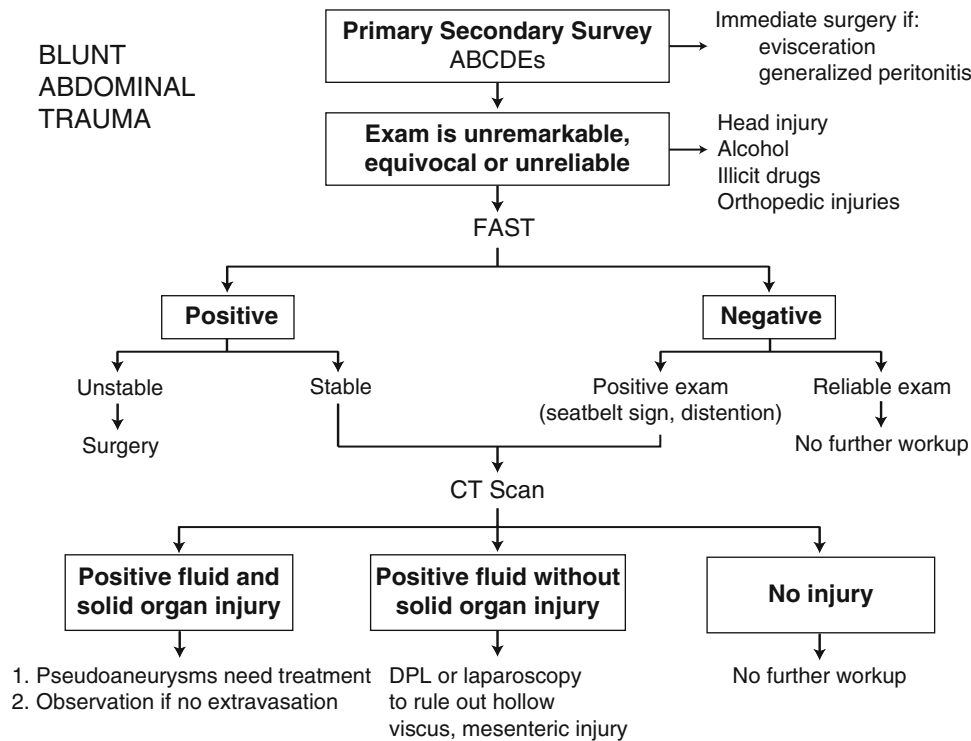 BLUNT
ABDOMINAL
TRAUMA
Primary Secondary Survey
ABCDEs
Immediate surgery if:
evisceration
generalized peritonitis
Exam is unremarkable,
equivocal or unreliable
Head injury
Alcohol
Illicit drugs
Orthopedic injuries
FAST
Positive
Negative
Unstable
Stable
Positive exam
(seatbelt sign, distention)
Reliable exam
Surgery
No further workup
CT Scan
Positive fluid and
solid organ injury
Positive fluid without
solid organ injury
No injury
1. Pseudoaneurysms need treatment
2. Observation if no extravasation
DPL or laparoscopy
to rule out hollow
viscus, mesenteric injury
No further workup